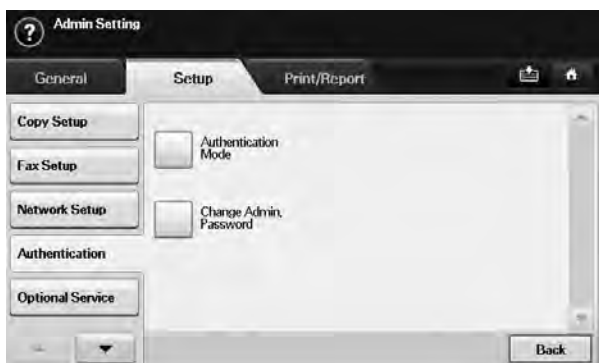 ? Admin Setting
General Setup Print/Report
Copy Setup
Fax Setup
Network Setup
Authentication
Optional Service
Authentication
Mode
Change Admin.
Password
Back